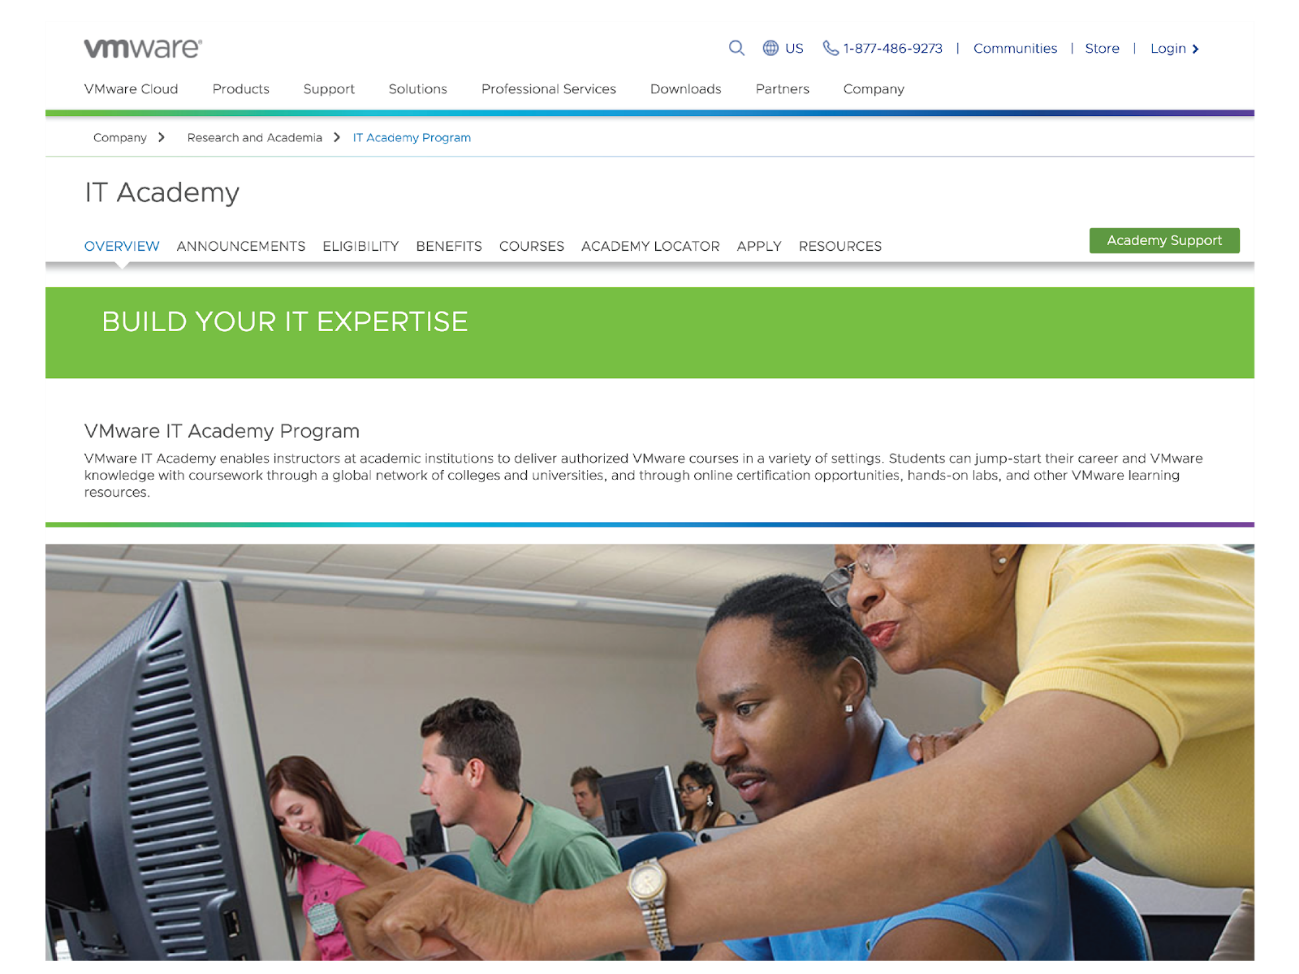 vmware®
US 1-877-486-9273 | Communities | Store | Login
VMware Cloud Products Support Solutions Professional Services Downloads Partners Company
Company Research and Academia IT Academy Program
IT Academy
OVERVIEW ANNOUNCEMENTS ELIGIBILITY BENEFITS COURSES ACADEMY LOCATOR APPLY RESOURCES
Academy Support
BUILD YOUR IT EXPERTISE
VMware IT Academy Program
VMware IT Academy enables instructors at academic institutions to deliver authorized VMware courses in a variety of settings. Students can jump-start their career and VMware
knowledge with coursework through a global network of colleges and universities, and through online certification opportunities, hands-on labs, and other VMware learning
resources.